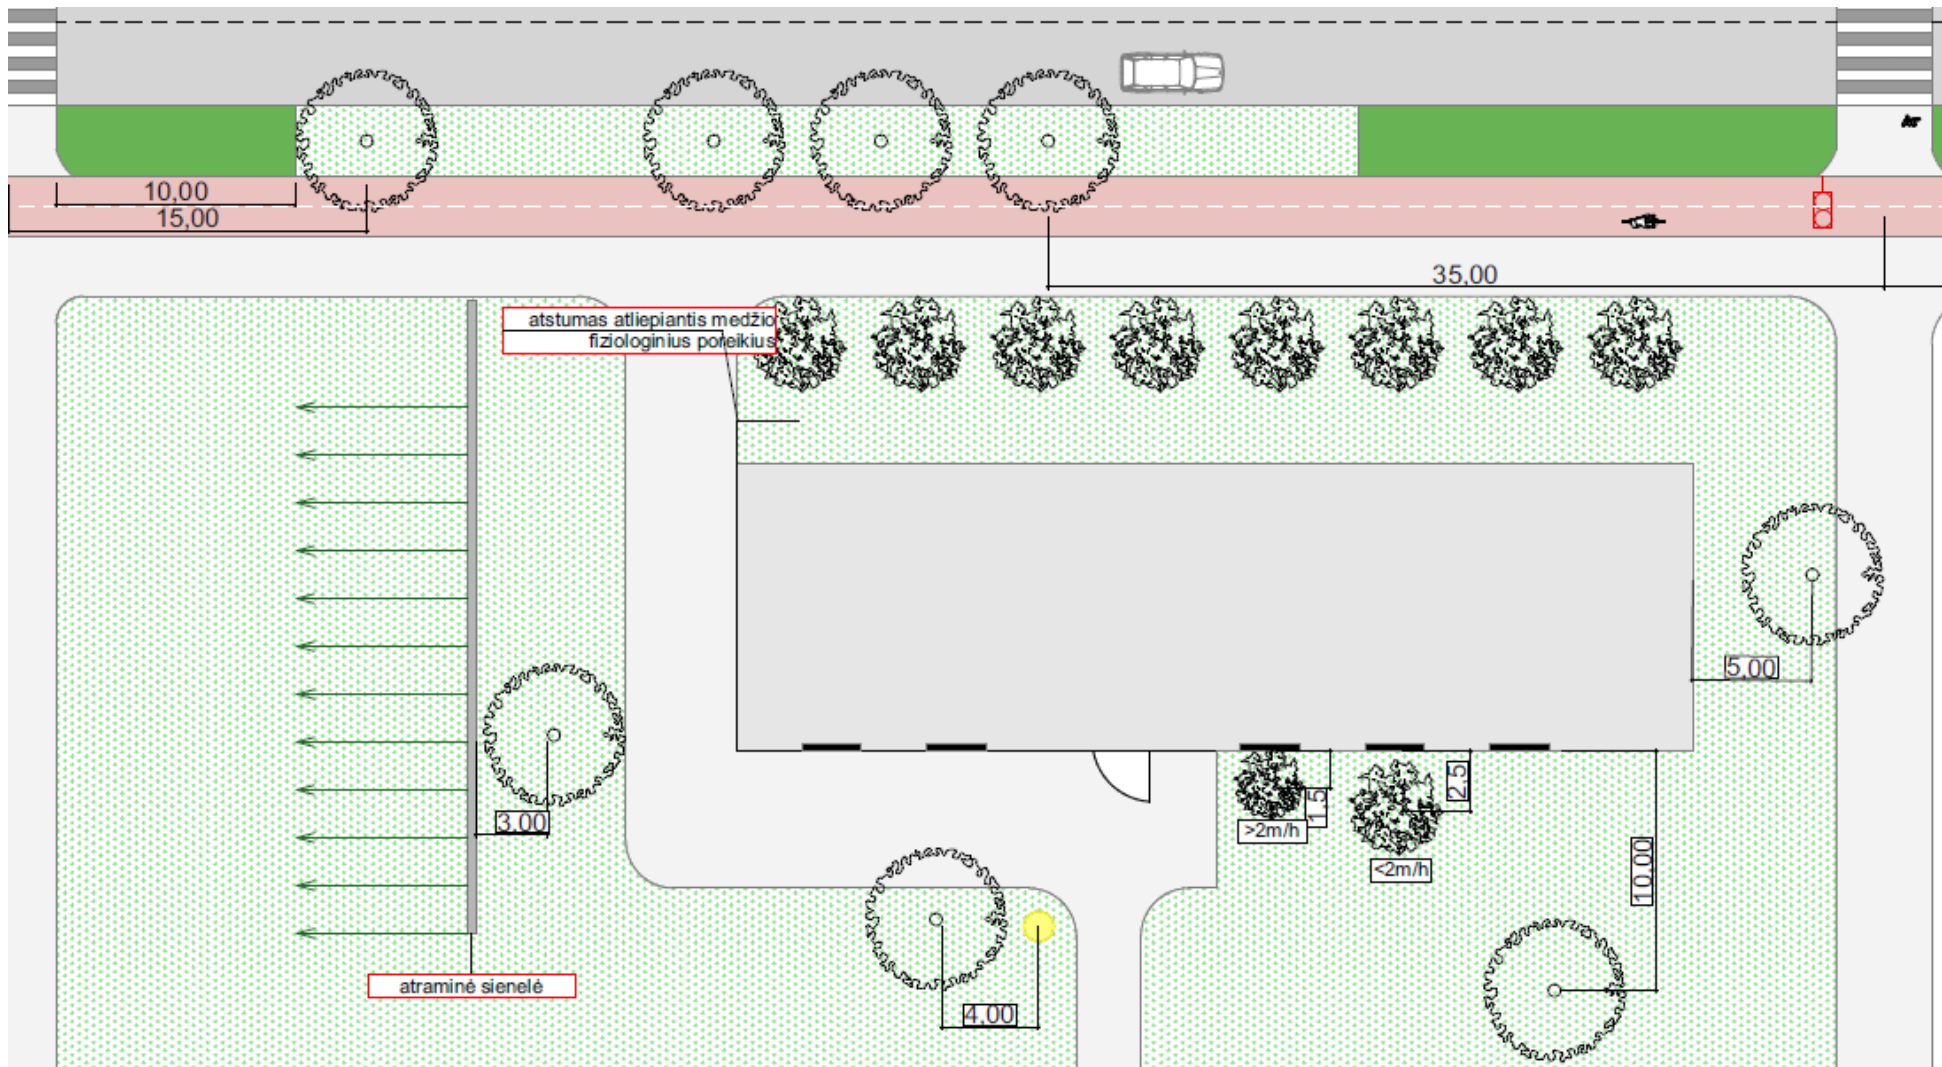 10,00
15,00
35,00
atstumas atliepiantis medžio
fiziologinius poreikius
5,00
3.00
1.5
2.5
>2m/h
<2m/h
10.00
atraminė sienelė
4,00